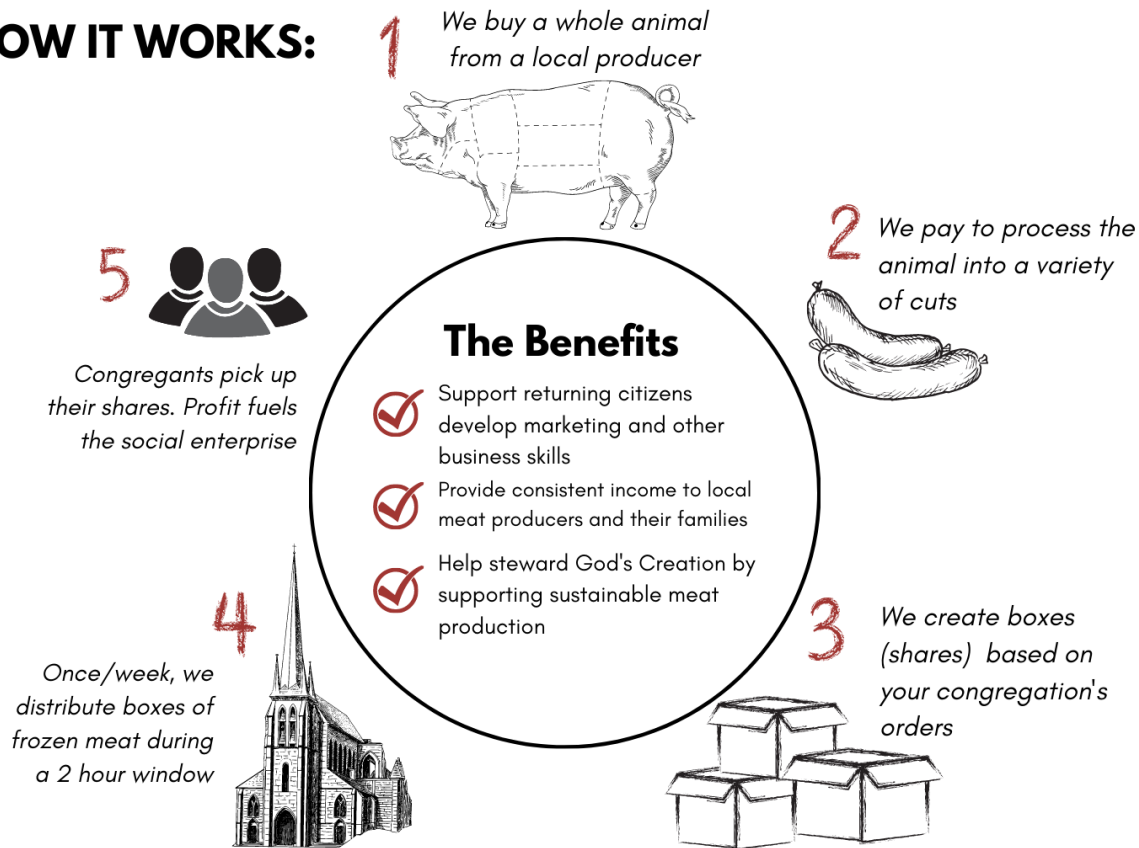 OW IT WORKS:
1
We buy a whole animal
from a local producer
2
We pay to process the
animal into a variety
of cuts
3
We create boxes
(shares) based on
your congregation's
orders
4
Once/week, we
distribute boxes of
frozen meat during
a 2 hour window
5
Congregants pick up
their shares. Profit fuels
the social enterprise
The Benefits
Support returning citizens
develop marketing and other
business skills
Provide consistent income to local
meat producers and their families
Help steward God's Creation by
supporting sustainable meat
production